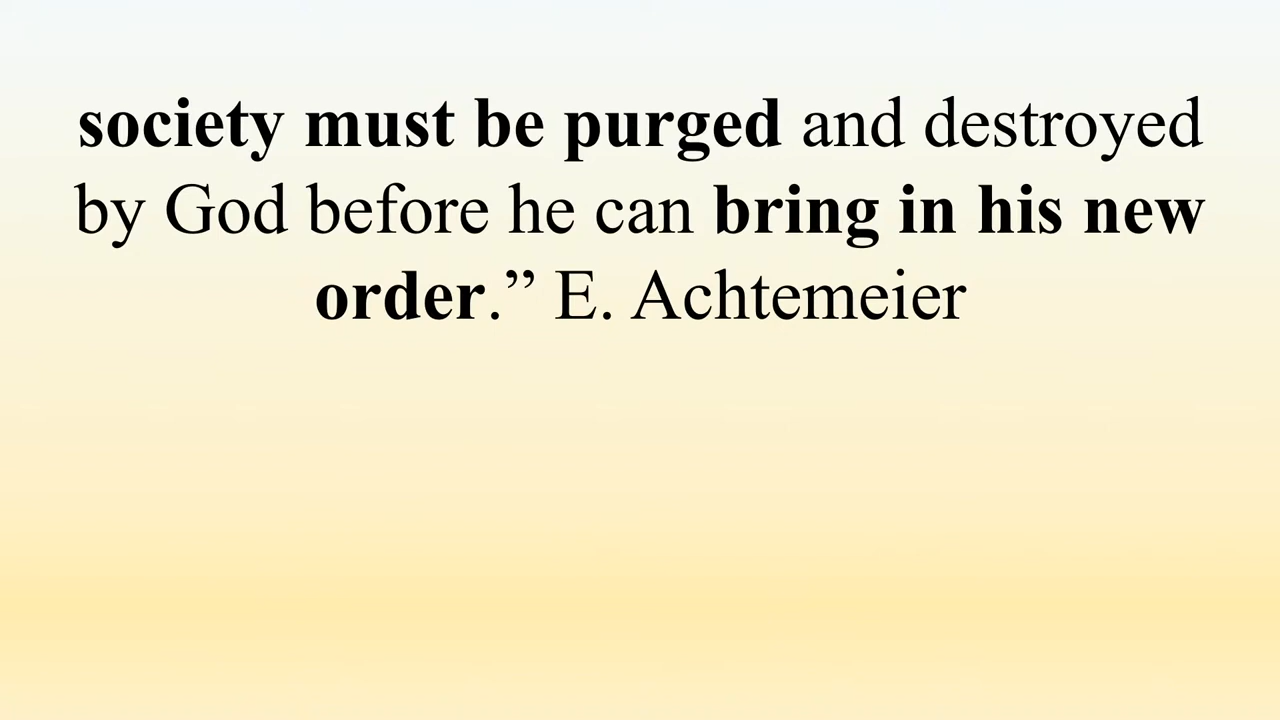 society must be purged and destroyed
by God before he can bring in his new
order.” E. Achtemeier